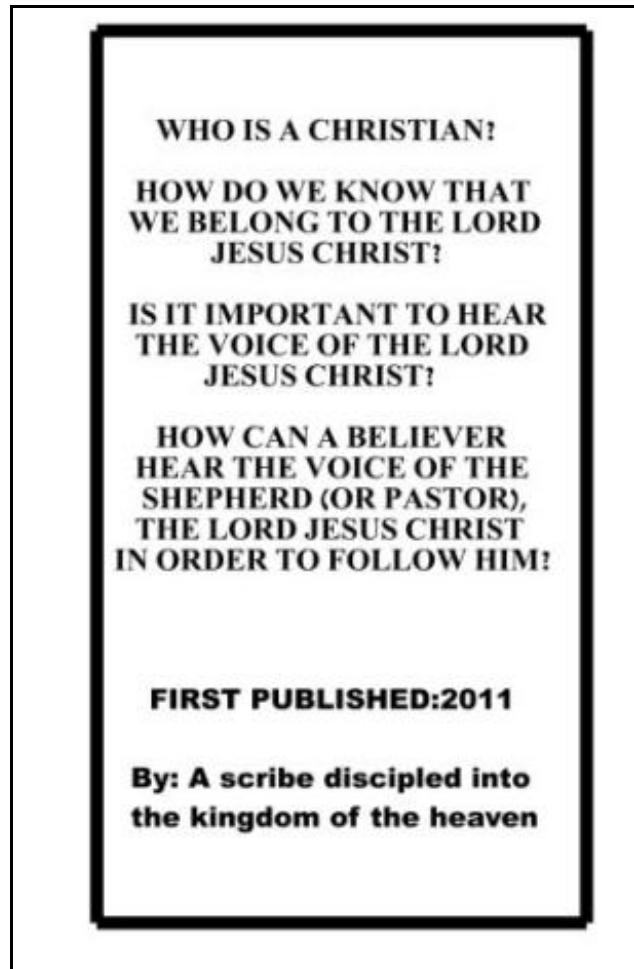 WHO IS A CHRISTIAN?
HOW DO WE KNOW THAT
WE BELONG TO THE LORD
JESUS CHRIST?
IS IT IMPORTANT TO HEAR
THE VOICE OF THE LORD
JESUS CHRIST?
HOW CAN A BELIEVER
HEAR THE VOICE OF THE
SHEPHERD (OR PASTOR),
THE LORD JESUS CHRIST
IN ORDER TO FOLLOW HIM?
FIRST PUBLISHED:2011
By: A scribe discipled into
the kingdom of the heaven